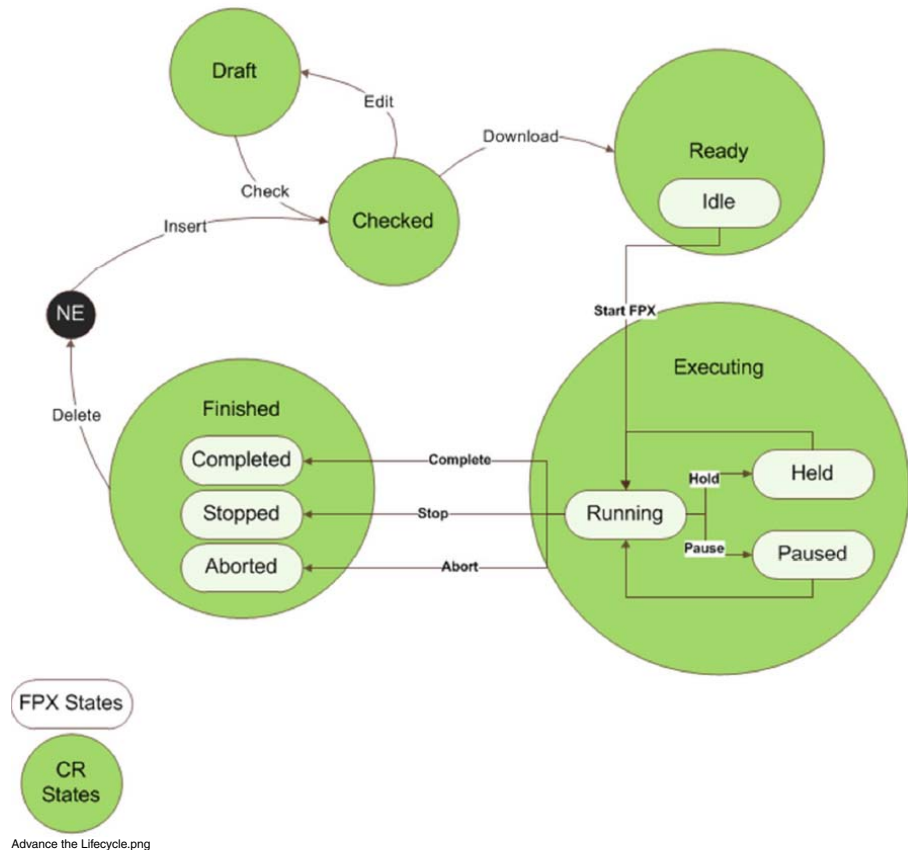 Draft
Edit
Download
Ready
Check
Idle
Checked
Insert
NE
Start FPX
Executing
Delete
Finished
Completed
Complete
Hold
Held
Stopped
Stop
Running
Pause
Paused
Aborted
Abort
FPX States
CR
States
Advance the Lifecycle.png